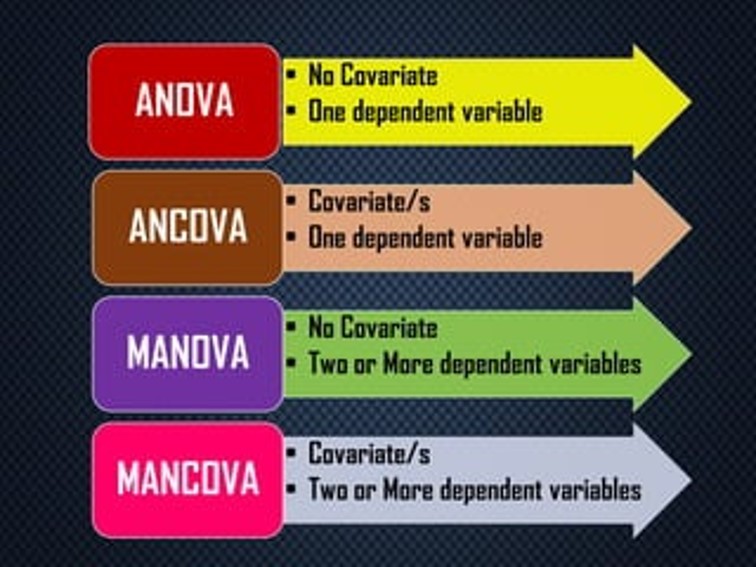 ANOVA
▪ No Covariate
▪ One dependent variable
ANCOVA
▪ Covariate/s
▪ One dependent variable
MANOVA
▪ No Covariate
▪ Two or More dependent variables
MANCOVA
▪ Covariate/s
▪ Two or More dependent variables